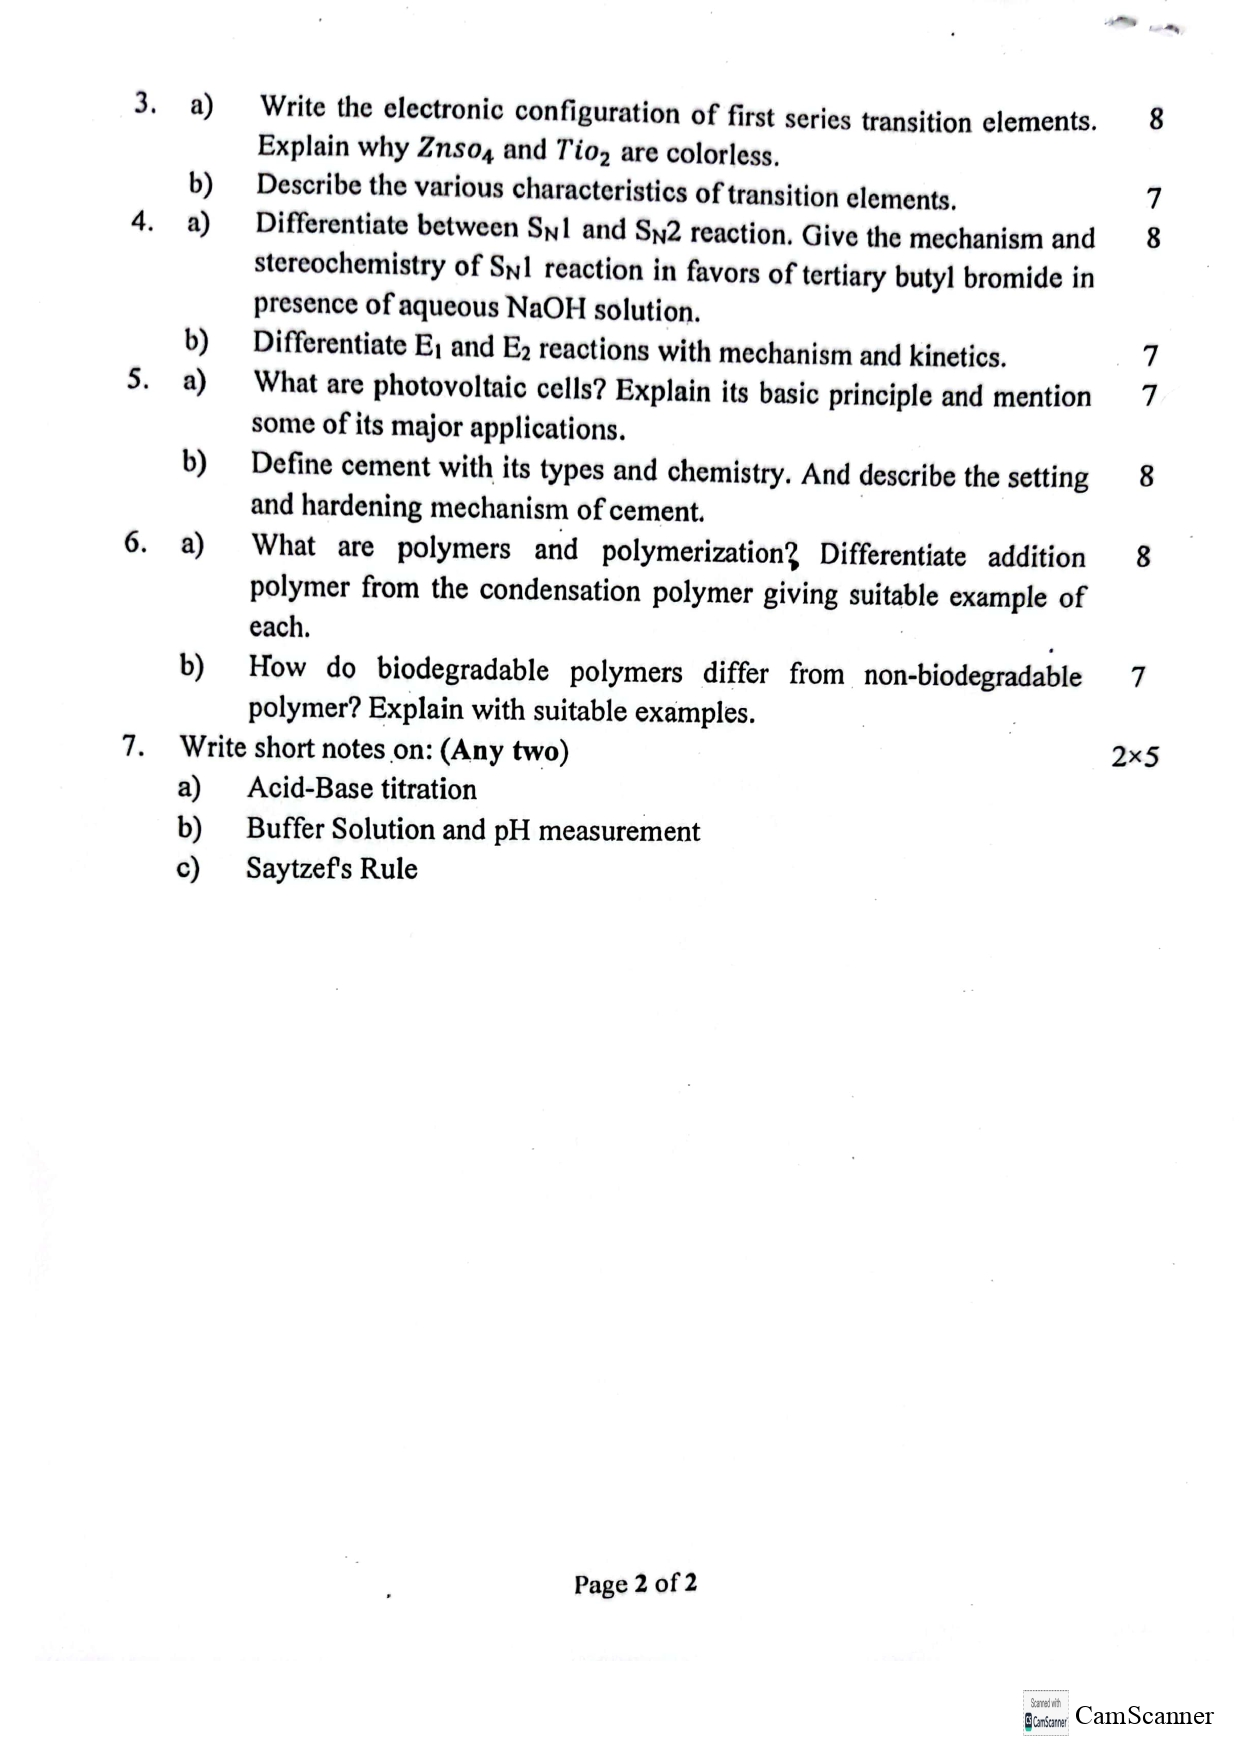 3. a) Write the electronic configuration of first series transition elements. 8
Explain why Znso₄ and Tio₂ are colorless.
b) Describe the various characteristics of transition elements. 7
4. a) Differentiate between SN1 and SN2 reaction. Give the mechanism and 8
stereochemistry of SN1 reaction in favors of tertiary butyl bromide in
presence of aqueous NaOH solution.
b) Differentiate E₁ and E₂ reactions with mechanism and kinetics. 7
5. a) What are photovoltaic cells? Explain its basic principle and mention 7
some of its major applications.
b) Define cement with its types and chemistry. And describe the setting 8
and hardening mechanism of cement.
6. a) What are polymers and polymerization? Differentiate addition 8
polymer from the condensation polymer giving suitable example of
each.
b) How do biodegradable polymers differ from non-biodegradable 7
polymer? Explain with suitable examples.
7. Write short notes on: (Any two) 2×5
a) Acid-Base titration
b) Buffer Solution and pH measurement
c) Saytzef's Rule
Page 2 of 2
Scanned with
CS CamScanner
CamScanner